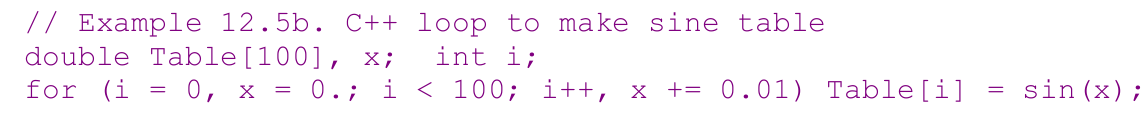 // Example 12.5b. C++ loop to make sine table
double Table[100], x;  int i;
for (i = 0, x = 0.; i < 100; i++, x += 0.01) Table[i] = sin(x);